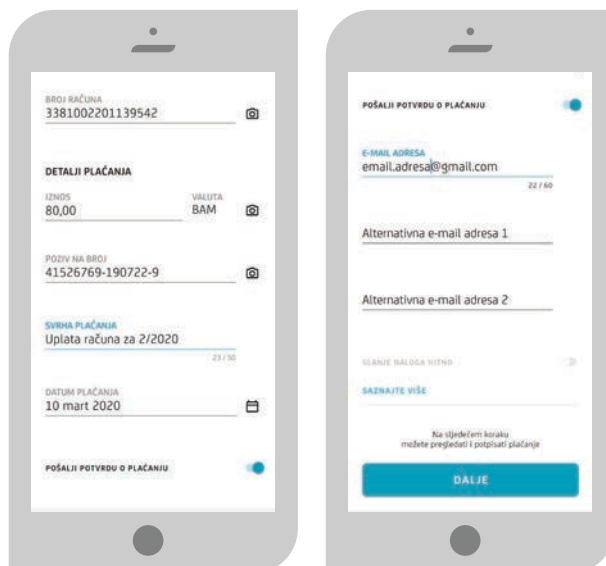 BROJ RAČUNA
3381002201139542
DETALJI PLAĆANJA
IZNOS
80,00
VALUTA
BAM
POZIV NA BROJ
41526769-190722-9
SVRHA PLAĆANJA
Uplata računa za 2/2020
23 / 50
DATUM PLAĆANJA
10 mart 2020
POŠALJI POTVRDU O PLAĆANJU
POŠALJI POTVRDU O PLAĆANJU
E-MAIL ADRESA
email.adresa@gmail.com
22 / 60
Alternativna e-mail adresa 1
Alternativna e-mail adresa 2
SLANJE NALOGA HITNO
SAZNAJTE VIŠE
Na sljedećem koraku
možete pregledati i potpisati plaćanje
DALJE